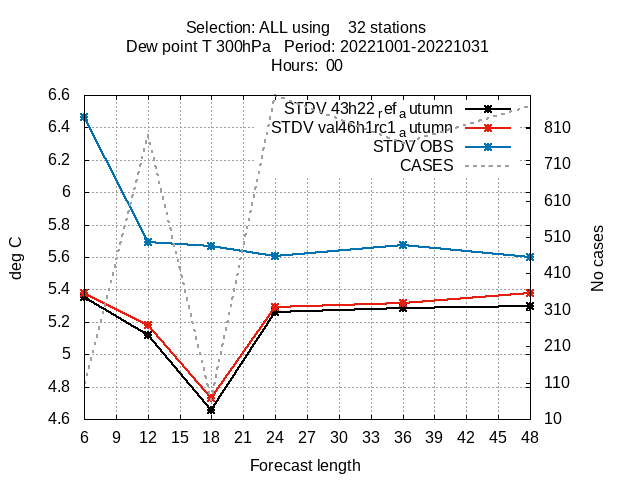 Selection: ALL using 32 stations
Dew point T 300hPa Period: 20221001-20221031
Hours: 00
STDV 43h22refautumn
STDV val46h1rc1autumn
STDV OBS
CASES
deg C
6.6
6.4
6.2
6
5.8
5.6
5.4
5.2
5
4.8
4.6
810
710
610
510
410
310
210
110
10
No cases
6 9 12 15 18 21 24 27 30 33 36 39 42 45 48
Forecast length